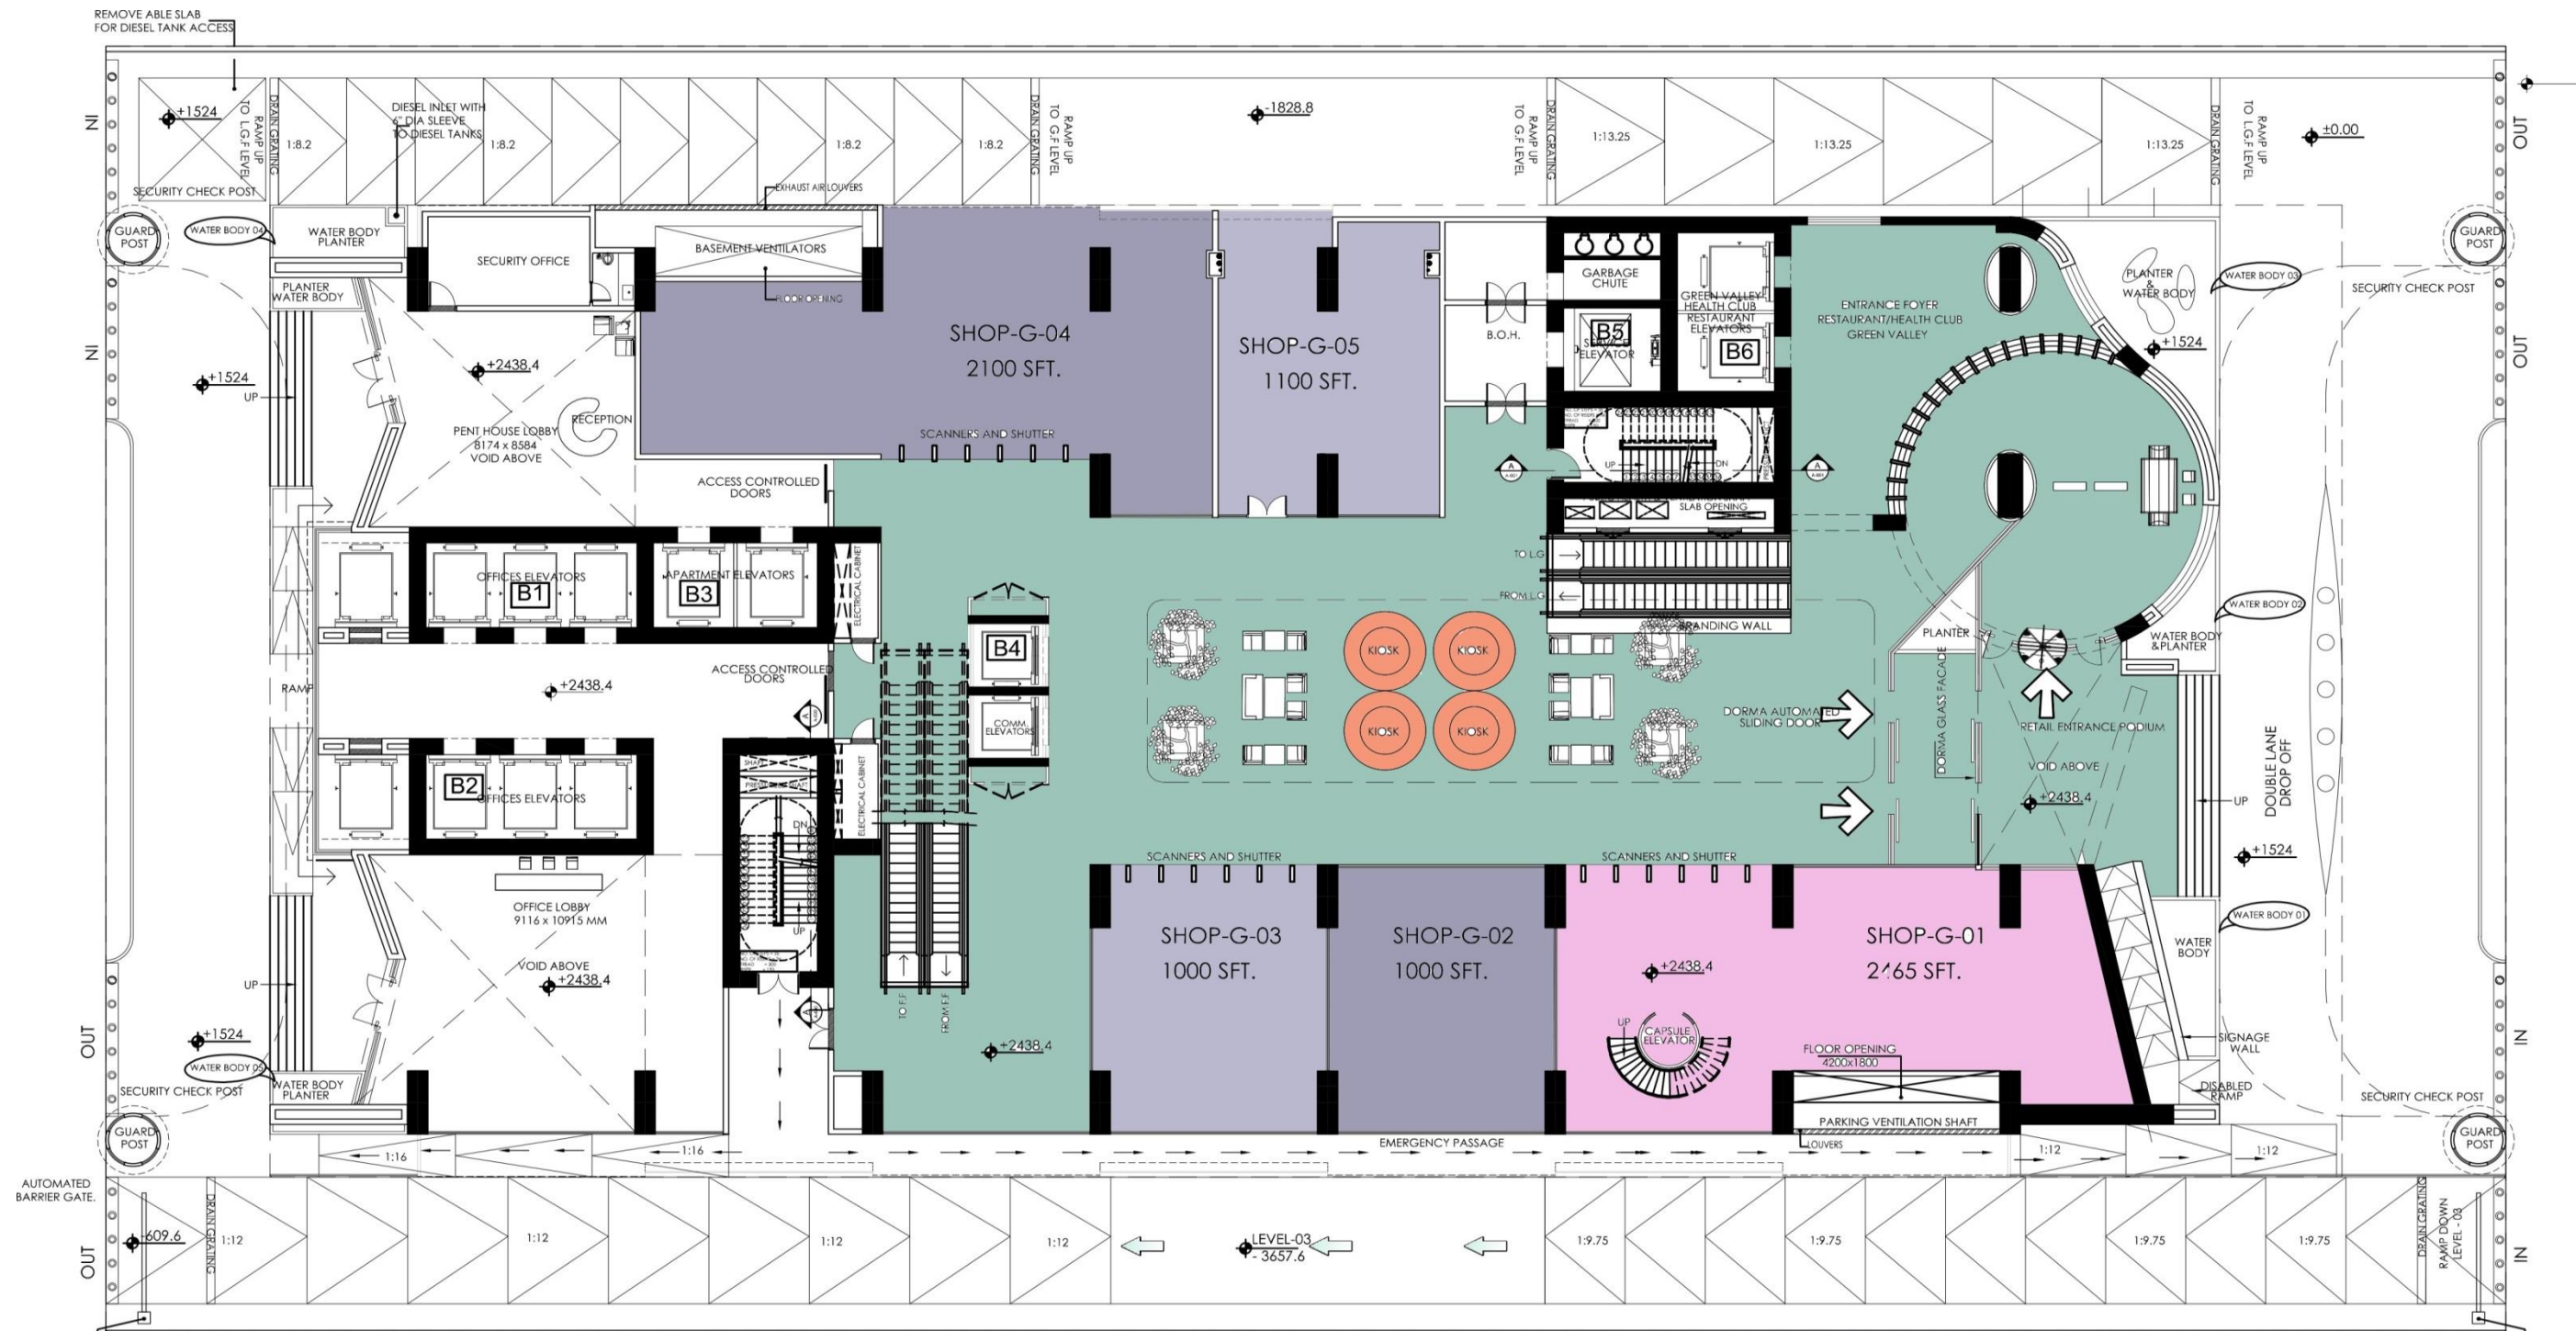 REMOVE ABLE SLAB
FOR DIESEL TANK ACCESS
IN
+1524
TO L.G.F LEVEL
RAMP UP
DRAIN GRATING
1:8.2
DIESEL INLET WITH
6" DIA SLEEVE
TO DIESEL TANKS
1:8.2
1:8.2
1:8.2
DRAIN GRATING
TO G.F LEVEL
RAMP UP
-1828.8
RAMP UP
TO G.F LEVEL
DRAIN GRATING
1:13.25
1:13.25
1:13.25
DRAIN GRATING
TO L.G.F LEVEL
RAMP UP
±0.00
OUT
SECURITY CHECK POST
EXHAUST AIR LOUVERS
GUARD
POST
WATER BODY 04
WATER BODY
PLANTER
SECURITY OFFICE
BASEMENT VENTILATORS
FLOOR OPENING
PLANTER
WATER BODY
GARBAGE
CHUTE
GREEN VALLEY
HEALTH CLUB
RESTAURANT
ELEVATORS
B6
B5
SERVICE
ELEVATOR
B.O.H.
ENTRANCE FOYER
RESTAURANT/HEALTH CLUB
GREEN VALLEY
PLANTER
&
WATER BODY
WATER BODY 03
GUARD
POST
SECURITY CHECK POST
+1524
IN
OUT
+1524
UP
+2438.4
RECEPTION
PENT HOUSE LOBBY
8174 x 8584
VOID ABOVE
SHOP-G-04
2100 SFT.
SCANNERS AND SHUTTER
SHOP-G-05
1100 SFT.
ACCESS CONTROLLED
DOORS
A
UP
DN
A
SLAB OPENING
TO L.G
FROM L.G
BRANDING WALL
OFFICES ELEVATORS
B1
APARTMENT ELEVATORS
B3
ELECTRICAL CABINET
B4
COMM.
ELEVATORS
KIOSK
KIOSK
KIOSK
KIOSK
PLANTER
WATER BODY 02
WATER BODY
&PLANTER
RAMP
+2438.4
ACCESS CONTROLLED
DOORS
A
DORMA AUTOMATED
SLIDING DOOR
DORMA GLASS FACADE
RETAIL ENTRANCE PODIUM
VOID ABOVE
+2438.4
UP
DOUBLE LANE
DROP OFF
+1524
B2
OFFICES ELEVATORS
SHAFT
ELECTRICAL CABINET
DN
UP
OFFICE LOBBY
9116 x 10915 MM
VOID ABOVE
+2438.4
UP
SCANNERS AND SHUTTER
SCANNERS AND SHUTTER
SHOP-G-03
1000 SFT.
SHOP-G-02
1000 SFT.
SHOP-G-01
2465 SFT.
+2438.4
UP
CAPSULE
ELEVATOR
FLOOR OPENING
4200x1800
PARKING VENTILATION SHAFT
LOUVERS
WATER BODY 01
WATER
BODY
SIGNAGE
WALL
DISABLED
RAMP
TO F.F
FROM F.F
A
+2438.4
OUT
+1524
WATER BODY 05
SECURITY CHECK POST
WATER BODY
PLANTER
GUARD
POST
IN
SECURITY CHECK POST
GUARD
POST
1:16
1:16
EMERGENCY PASSAGE
1:12
1:12
AUTOMATED
BARRIER GATE.
OUT
-609.6
DRAIN GRATING
1:12
1:12
1:12
1:12
LEVEL-03
- 3657.6
1:9.75
1:9.75
1:9.75
1:9.75
DRAIN GRATING
RAMP DOWN
LEVEL - 03
IN